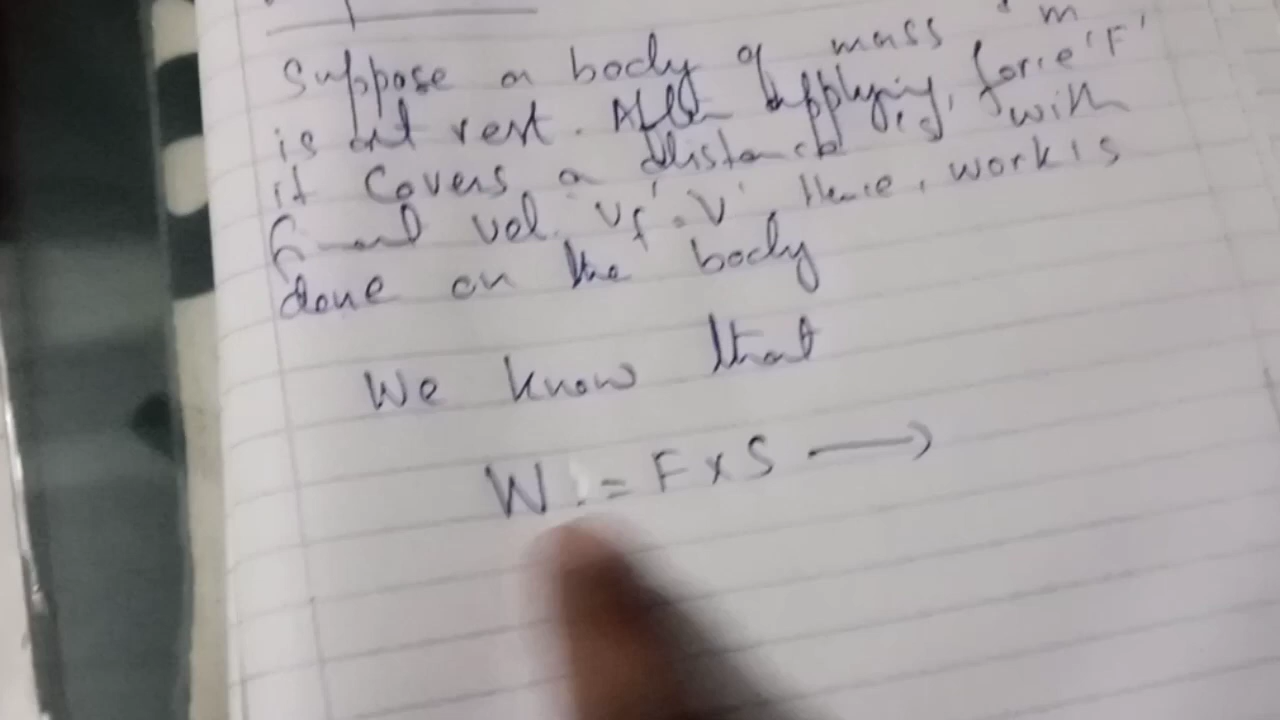 Suppose a body of mass 'm
is at rest. After applying, force 'F'
it covers a distance 's' with
final vel. 'Vf = V' Hence, work is
done on the body
We know that
W = F x S →